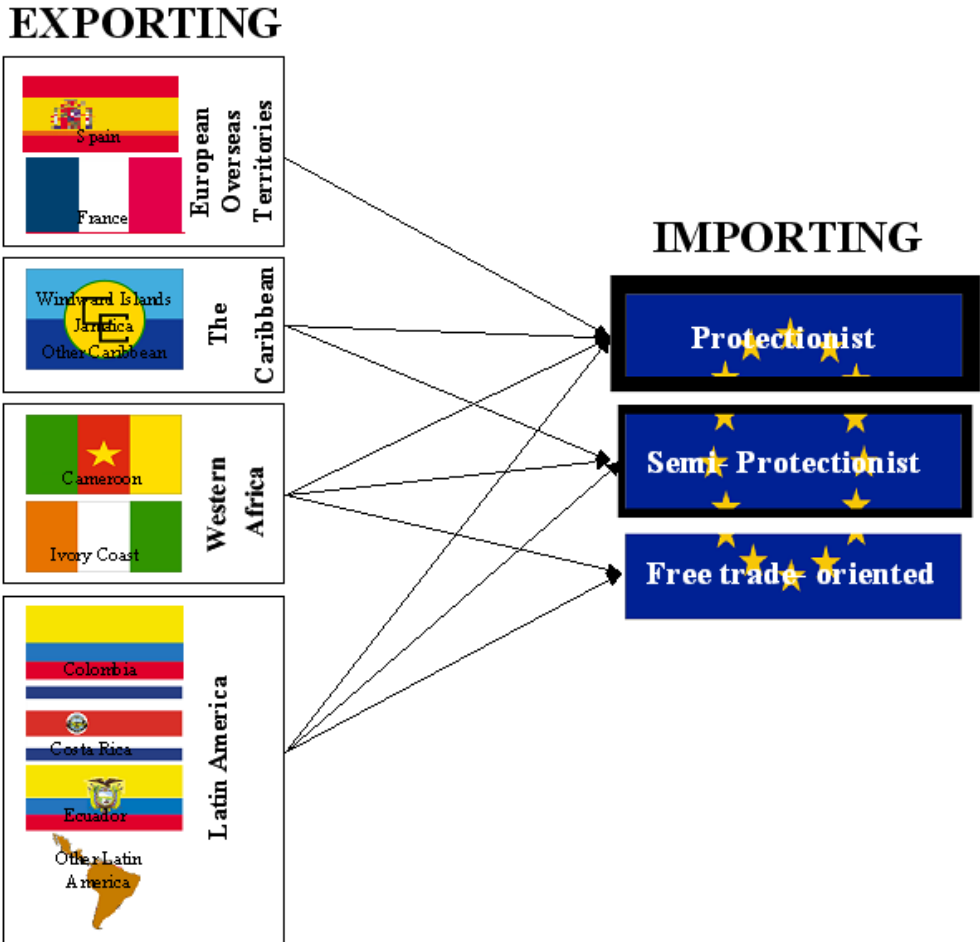 EXPORTING
Spain
France
European
Overseas
Territories
Windward Islands
Jamaica
Other Caribbean
The
Caribbean
Cameroon
Ivory Coast
Western
Africa
Colombia
Costa Rica
Ecuador
Other Latin
America
Latin America
IMPORTING
Protectionist
Semi- Protectionist
Free trade- oriented